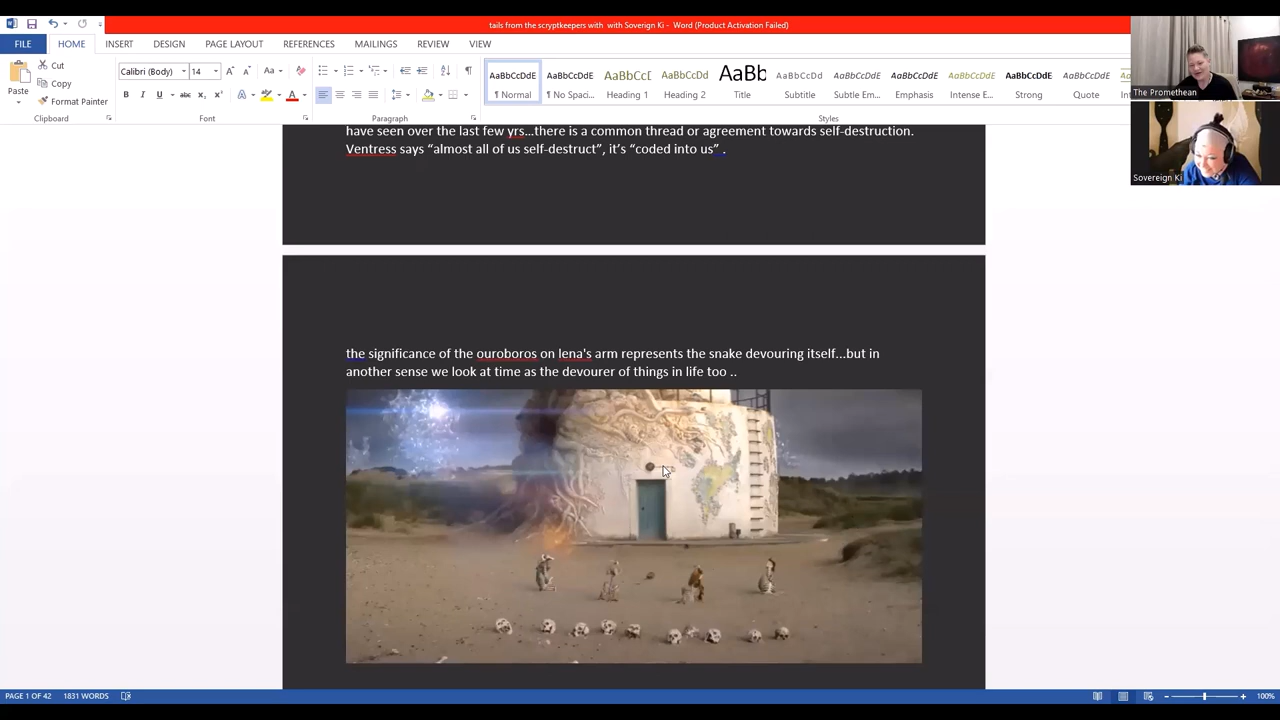 tails from the scryptkeepers with  with Soverign Ki -  Word (Product Activation Failed)
FILE HOME INSERT DESIGN PAGE LAYOUT REFERENCES MAILINGS REVIEW VIEW
Paste
Cut
Copy
Format Painter
Clipboard
Calibri (Body) 14
Font
Paragraph
AaBbCcDdE AaBbCcDdE AaBbCcD AaBbCcDd AaBb AaBbCcDd AaBbCcDdE AaBbCcDdE AaBbCcDdE AaBbCcDdE AaBbCcDdE
¶ Normal ¶ No Spaci... Heading 1 Heading 2 Title Subtitle Subtle Em... Emphasis Intense E... Strong Quote
Styles
The Promethean
Sovereign Ki
have seen over the last few yrs...there is a common thread or agreement towards self-destruction.
Ventress says “almost all of us self-destruct”, it’s “coded into us” .
the significance of the ouroboros on lena's arm represents the snake devouring itself...but in
another sense we look at time as the devourer of things in life too ..
PAGE 1 OF 42 1831 WORDS
100%